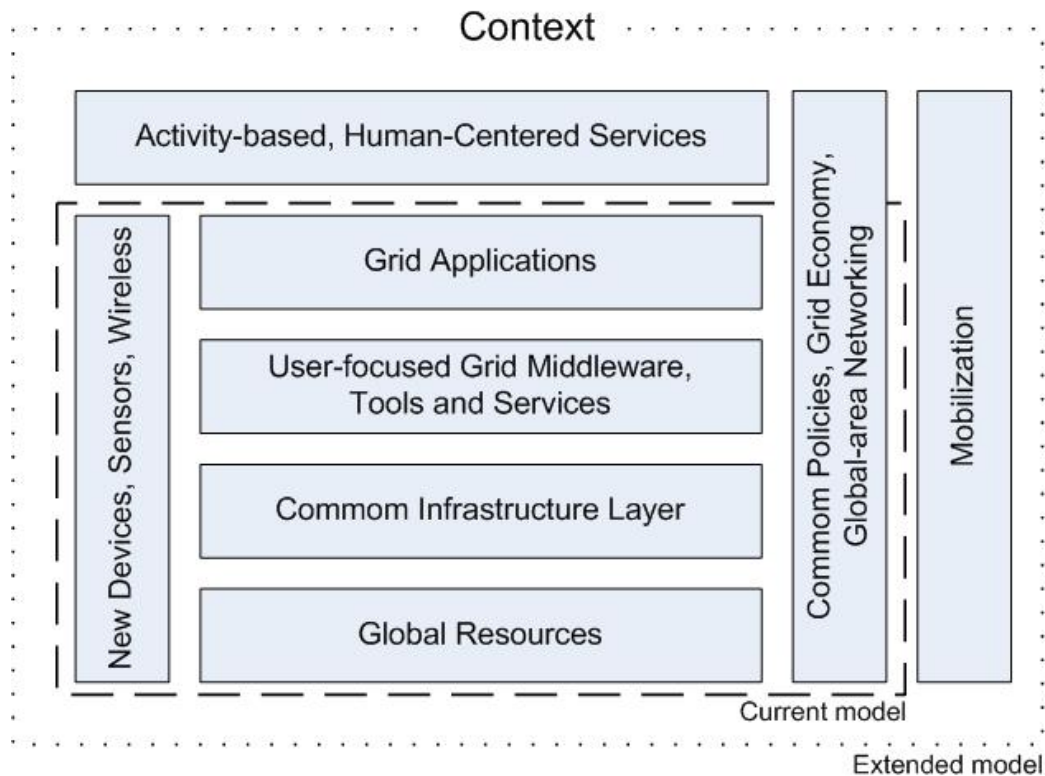 Context
Activity-based, Human-Centered Services
New Devices, Sensors, Wireless
Grid Applications
User-focused Grid Middleware,
Tools and Services
Commom Infrastructure Layer
Global Resources
Common Policies, Grid Economy,
Global-area Networking
Mobilization
Current model
Extended model